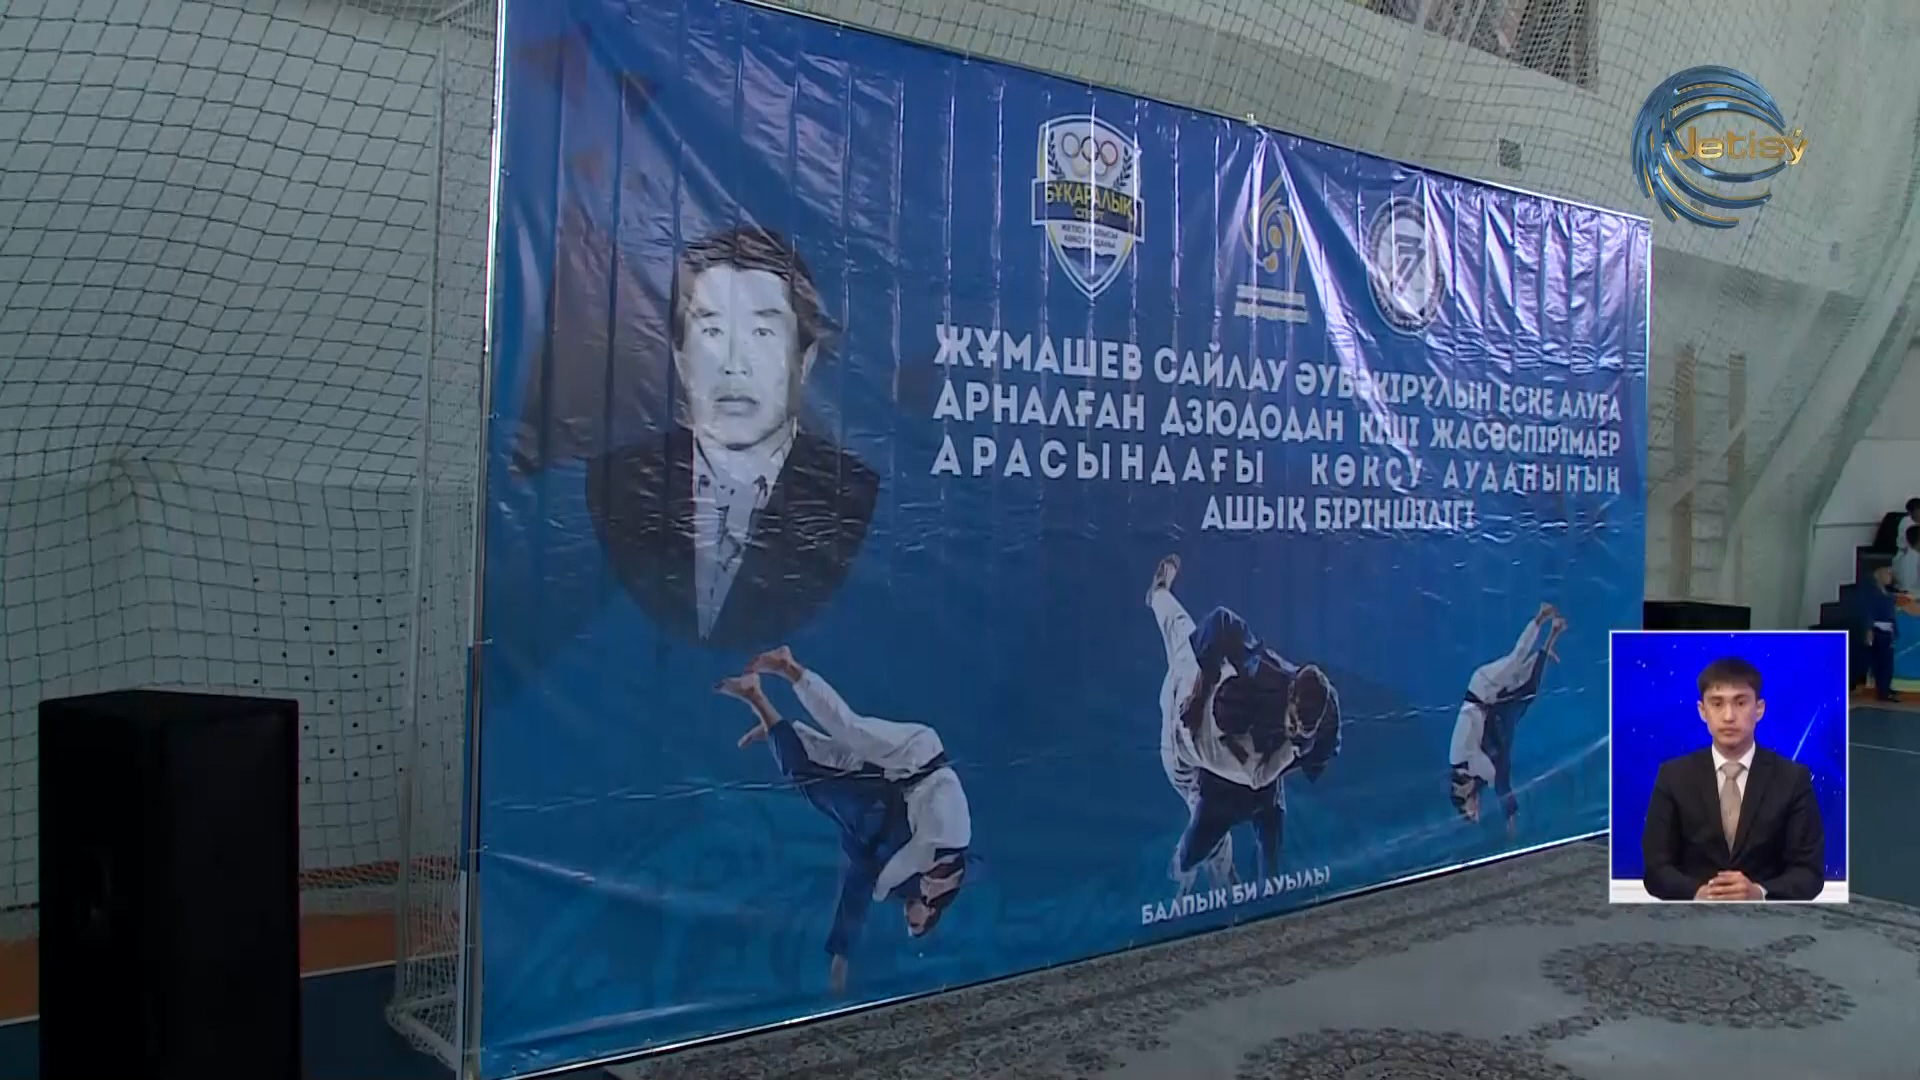 Jetisý
БҰҚАРАЛЫҚ
СПОРТ
ЖҰМАШЕВ САЙЛАУ ӘУБӘКІРҰЛЫН ЕСКЕ АЛУҒА
АРНАЛҒАН ДЗЮДОДАН КІШІ ЖАСӨСПІРІМДЕР
АРАСЫНДАҒЫ КӨКСУ АУДАНЫНЫҢ
АШЫҚ БІРІНШІЛІГІ
БАЛПЫҚ БИ АУЫЛЫ